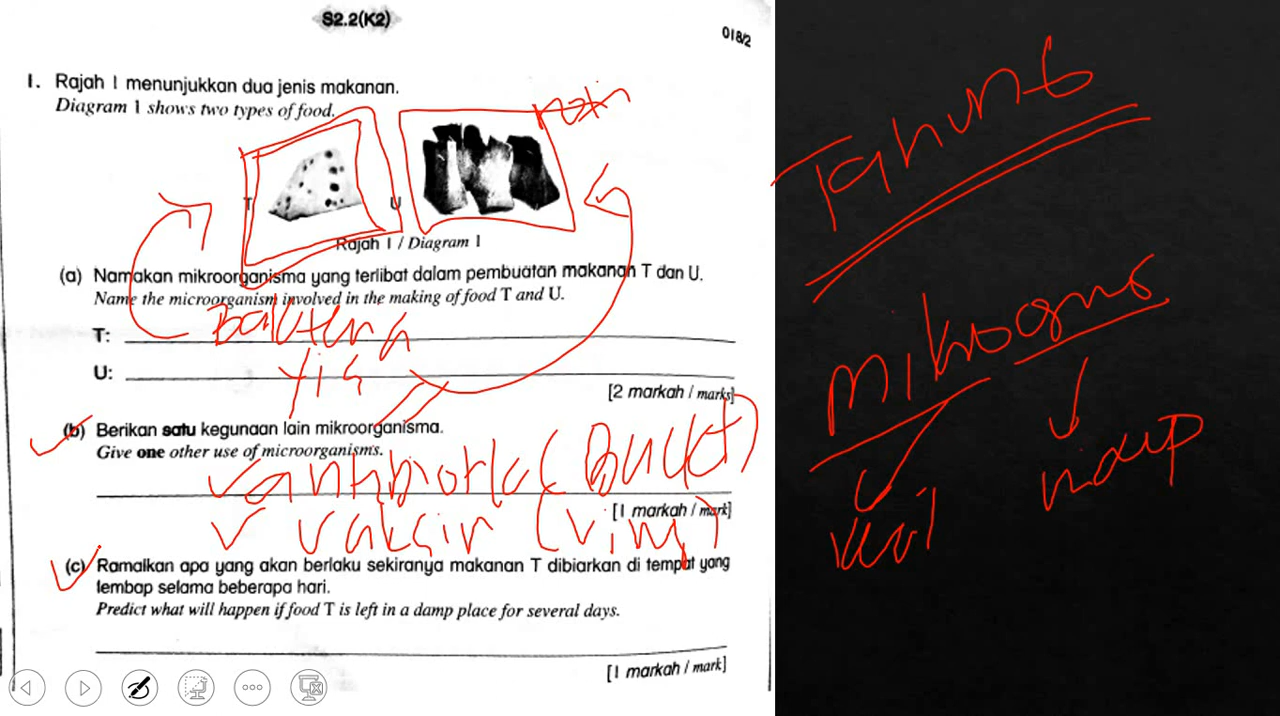 S2.2(K2)
018/2
1. Rajah 1 menunjukkan dua jenis makanan.
Diagram 1 shows two types of food.
T
U
Rajah 1 / Diagram 1
(a) Namakan mikroorganisma yang terlibat dalam pembuatan makanan T dan U.
Name the microorganism involved in the making of food T and U.
T: Bakteria
U: Yis
[2 markah / marks]
(b) Berikan satu kegunaan lain mikroorganisma.
Give one other use of microorganisms.
antibiotic (Bukt)
[1 markah / mark]
vaksin
(c) Ramalkan apa yang akan berlaku sekiranya makanan T dibiarkan di tempat yang
lembap selama beberapa hari.
Predict what will happen if food T is left in a damp place for several days.
[1 markah / mark]
Tahun 6
hidup